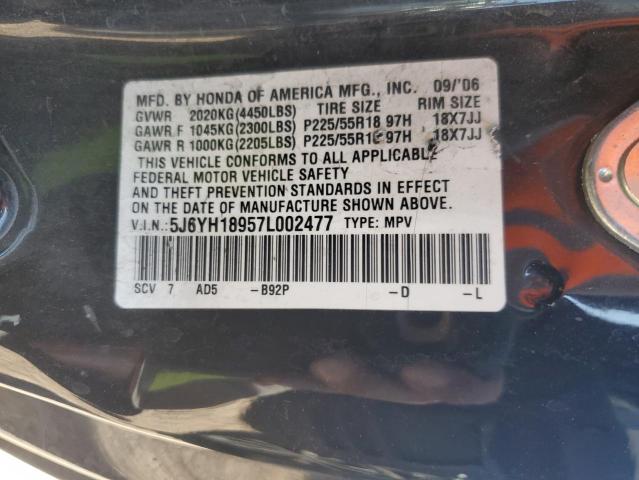 MFD. BY HONDA OF AMERICA MFG., INC. 09/'06
GVWR 2020KG(4450LBS) TIRE SIZE RIM SIZE
GAWR F 1045KG(2300LBS) P225/55R18 97H 18X7JJ
GAWR R 1000KG(2205LBS) P225/55R18 97H 18X7JJ
THIS VEHICLE CONFORMS TO ALL APPLICABLE
FEDERAL MOTOR VEHICLE SAFETY
AND THEFT PREVENTION STANDARDS IN EFFECT
ON THE DATE OF MANUFACTURE SHOWN ABOVE.
V.I.N.:5J6YH18957L002477 TYPE: MPV
SCV 7 AD5 -B92P -D -L